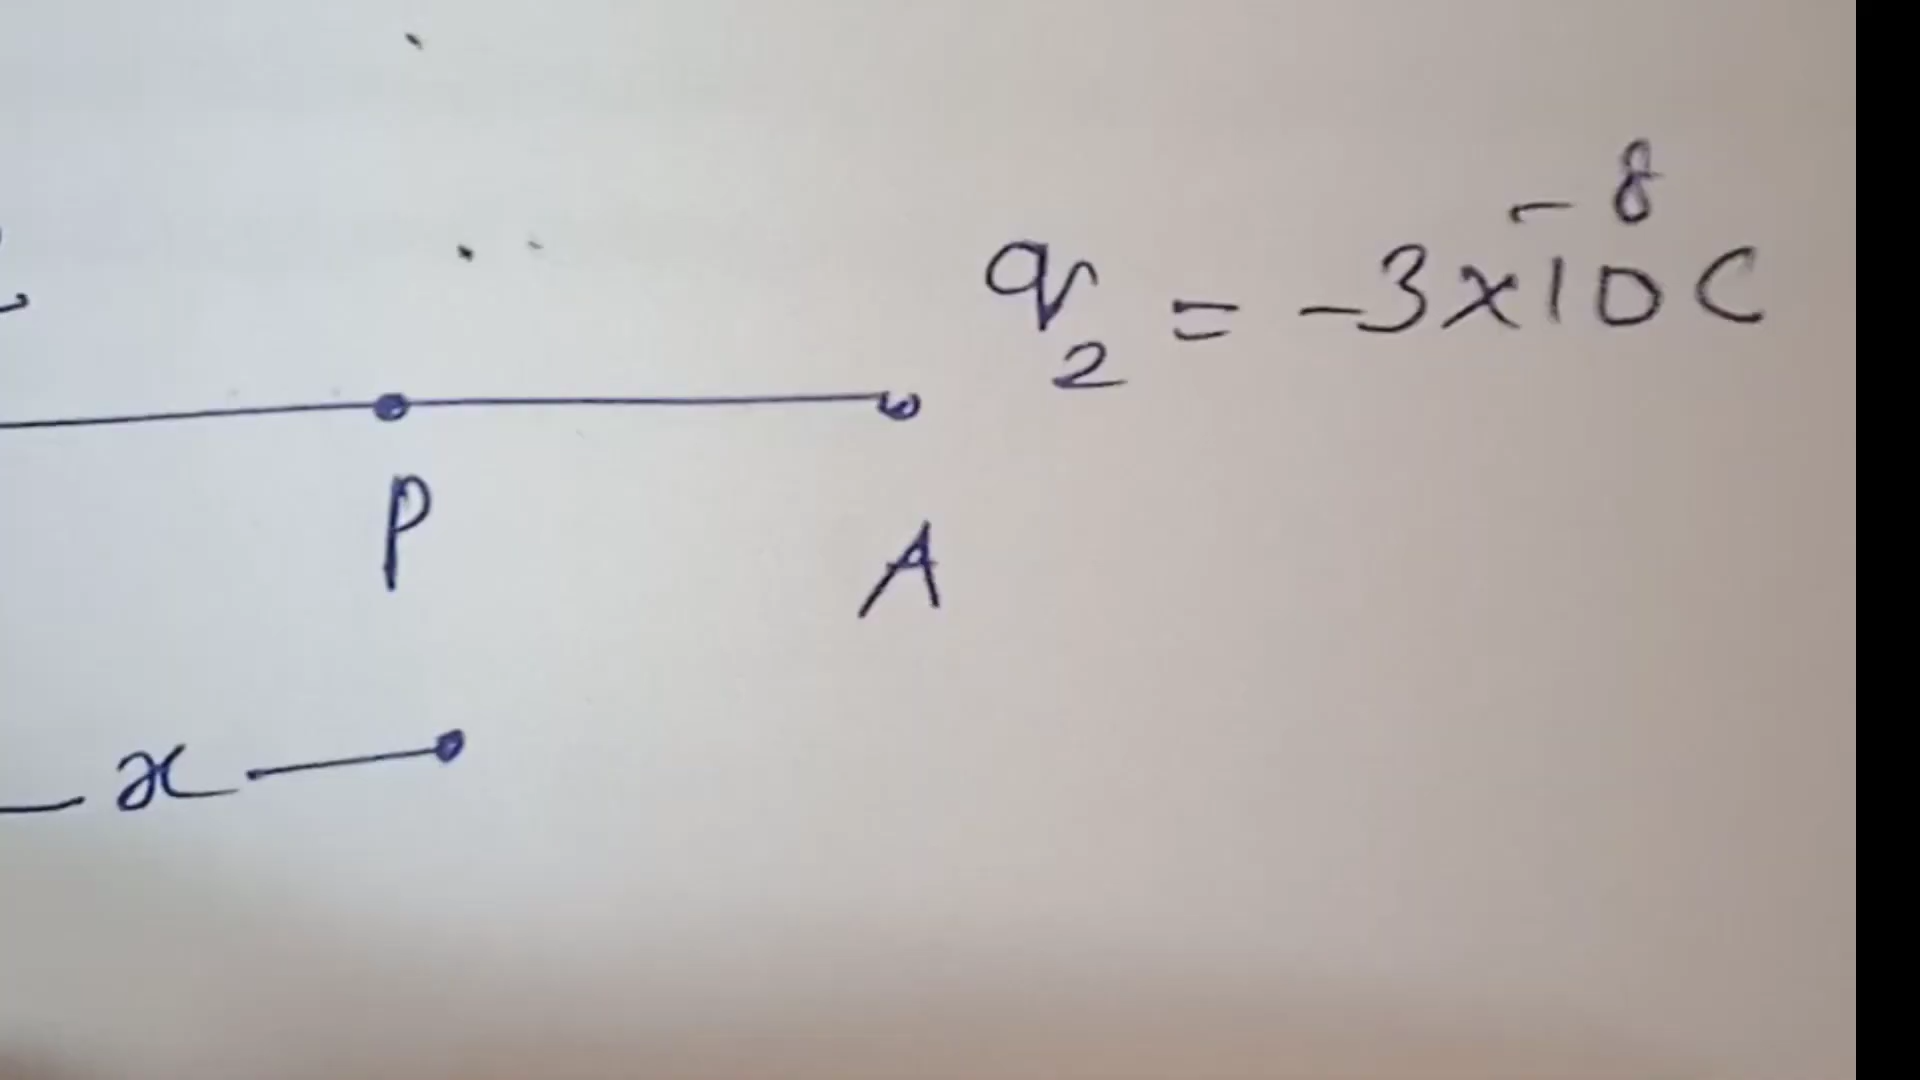 q₂ = -3×10⁻⁸ C
P A
x